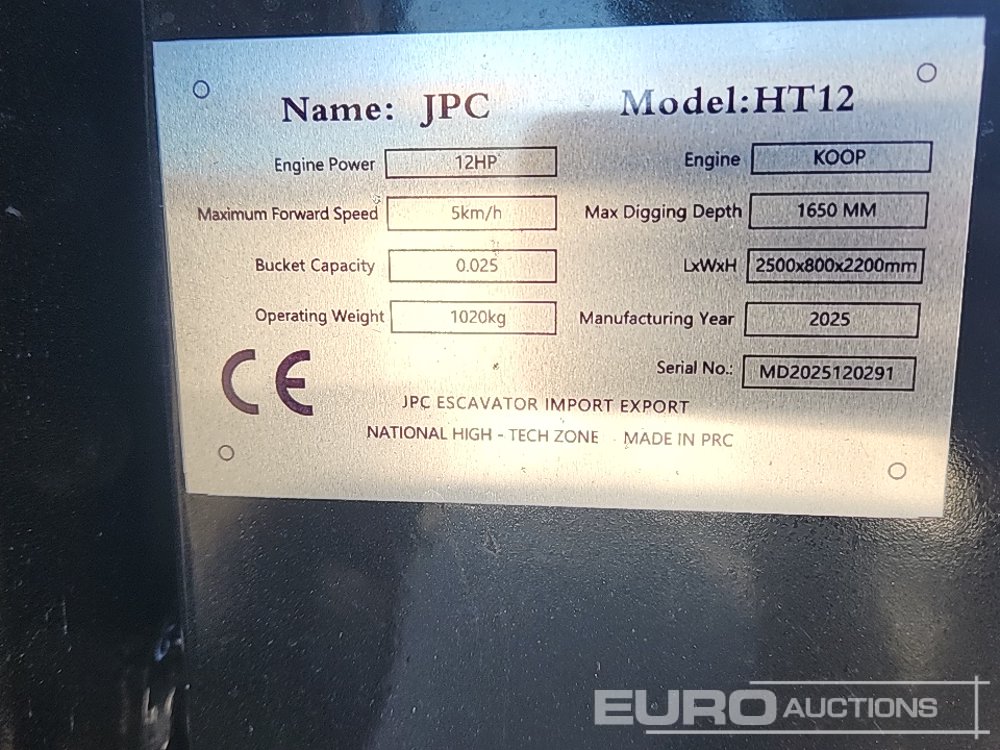 Name: JPC Model:HT12
Engine Power 12HP Engine KOOP
Maximum Forward Speed 5km/h Max Digging Depth 1650 MM
Bucket Capacity 0.025 LxWxH 2500x800x2200mm
Operating Weight 1020kg Manufacturing Year 2025
Serial No.: MD2025120291
CE
JPC ESCAVATOR IMPORT EXPORT
NATIONAL HIGH - TECH ZONE MADE IN PRC
EURO AUCTIONS